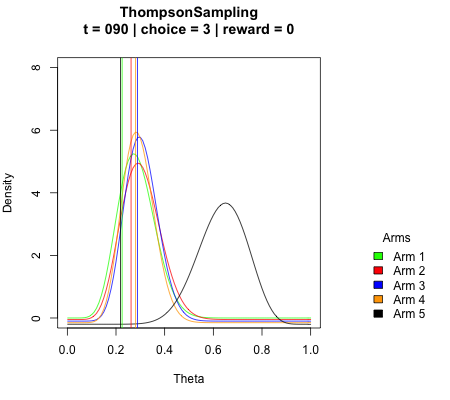 ThompsonSampling
t = 090 | choice = 3 | reward = 0
Density
8
6
4
2
0
0.0 0.2 0.4 0.6 0.8 1.0
Theta
Arms
Arm 1
Arm 2
Arm 3
Arm 4
Arm 5